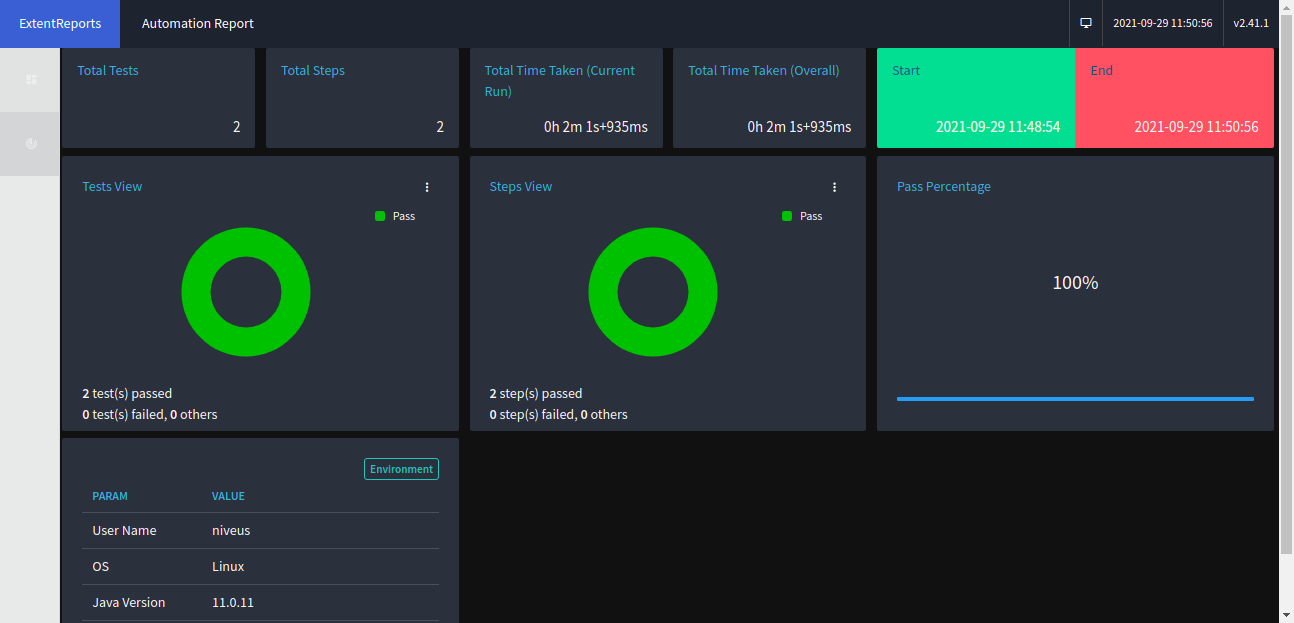 ExtentReports
Automation Report
2021-09-29 11:50:56
v2.41.1
Total Tests
2
Total Steps
2
Total Time Taken (Current
Run)
0h 2m 1s+935ms
Total Time Taken (Overall)
0h 2m 1s+935ms
Start
2021-09-29 11:48:54
End
2021-09-29 11:50:56
Tests View
Pass
2 test(s) passed
0 test(s) failed, 0 others
Steps View
Pass
2 step(s) passed
0 step(s) failed, 0 others
Pass Percentage
100%
Environment
PARAM VALUE
User Name niveus
OS Linux
Java Version 11.0.11